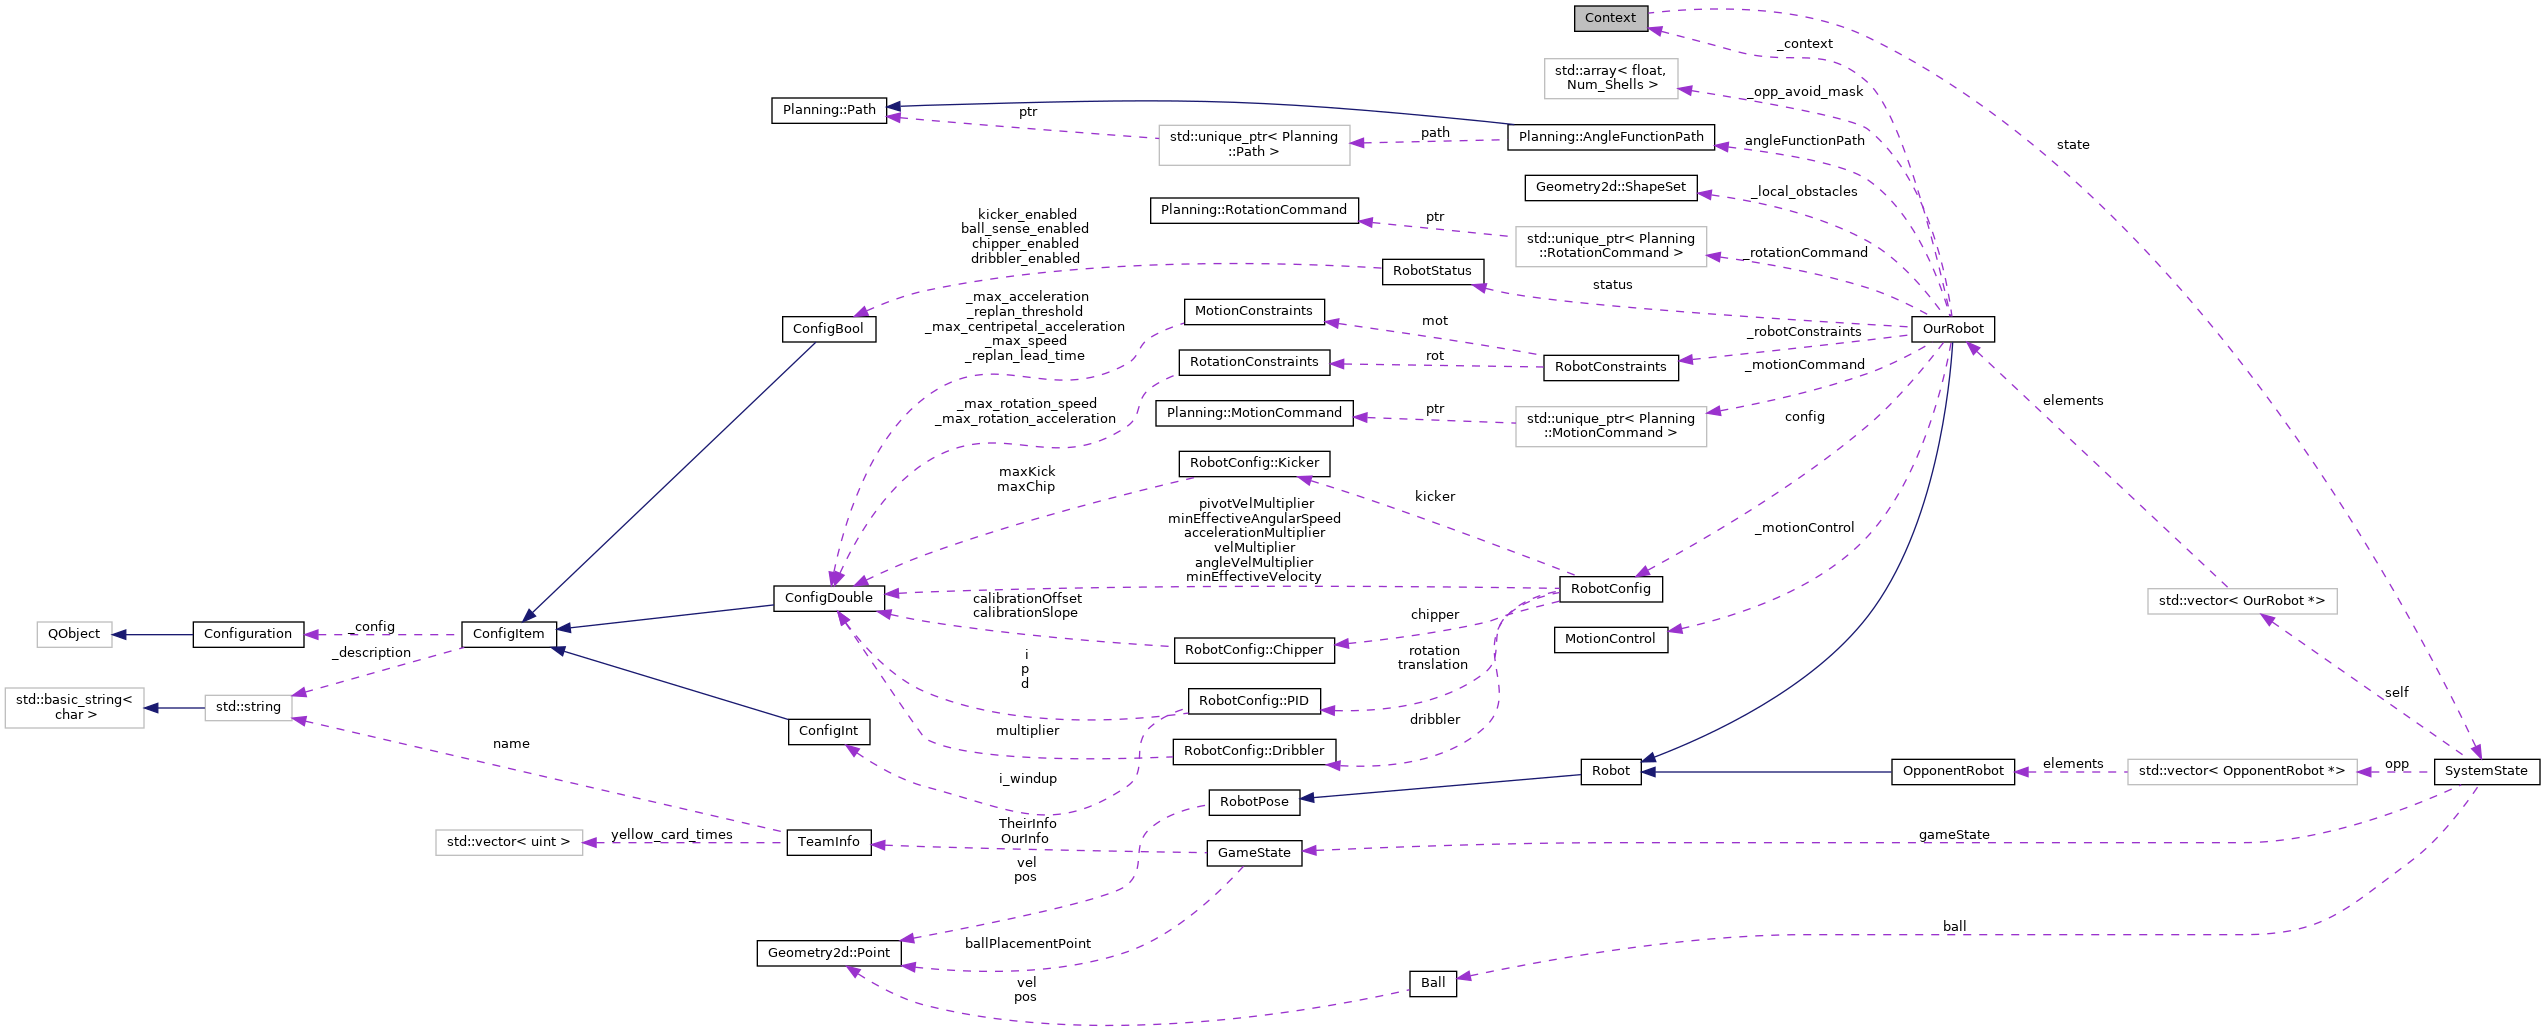 Context
_context
std::array< float,
Num_Shells >
_opp_avoid_mask
Planning::Path
ptr
std::unique_ptr< Planning
::Path >
path
Planning::AngleFunctionPath
angleFunctionPath
state
Geometry2d::ShapeSet
_local_obstacles
Planning::RotationCommand
ptr
std::unique_ptr< Planning
::RotationCommand >
_rotationCommand
kicker_enabled
ball_sense_enabled
chipper_enabled
dribbler_enabled
RobotStatus
status
_max_acceleration
_replan_threshold
_max_centripetal_acceleration
_max_speed
_replan_lead_time
ConfigBool
MotionConstraints
mot
_robotConstraints
OurRobot
RotationConstraints
rot
RobotConstraints
_motionCommand
_max_rotation_speed
_max_rotation_acceleration
Planning::MotionCommand
ptr
std::unique_ptr< Planning
::MotionCommand >
config
elements
maxKick
maxChip
RobotConfig::Kicker
kicker
pivotVelMultiplier
minEffectiveAngularSpeed
accelerationMultiplier
velMultiplier
angleVelMultiplier
minEffectiveVelocity
_motionControl
ConfigDouble
RobotConfig
std::vector< OurRobot *>
calibrationOffset
calibrationSlope
chipper
QObject
Configuration
_config
ConfigItem
MotionControl
_description
RobotConfig::Chipper
rotation
translation
i
p
d
std::basic_string<
char >
std::string
RobotConfig::PID
self
ConfigInt
multiplier
dribbler
name
RobotConfig::Dribbler
i_windup
Robot
OpponentRobot
elements
std::vector< OpponentRobot *>
opp
SystemState
RobotPose
TheirInfo
OurInfo
std::vector< uint >
yellow_card_times
TeamInfo
GameState
gameState
vel
pos
Geometry2d::Point
ballPlacementPoint
ball
vel
pos
Ball